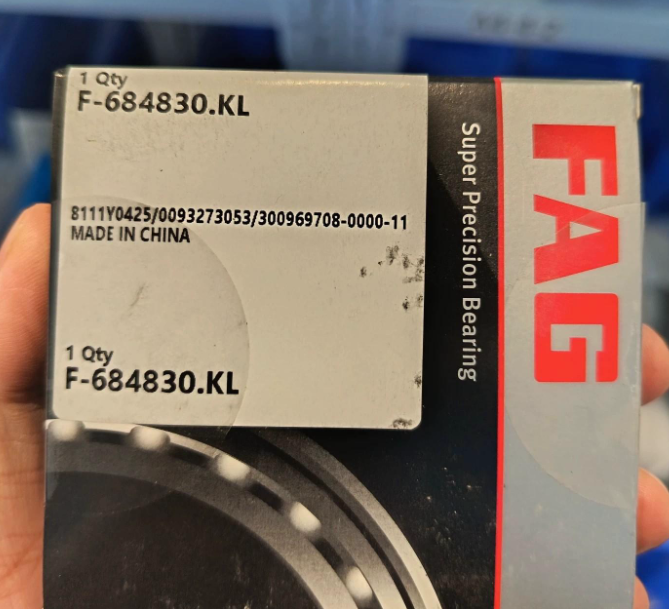 1 Qty
F-684830.KL
8111Y0425/0093273053/300969708-0000-11
MADE IN CHINA
1 Qty
F-684830.KL
Super Precision Bearing
FAG